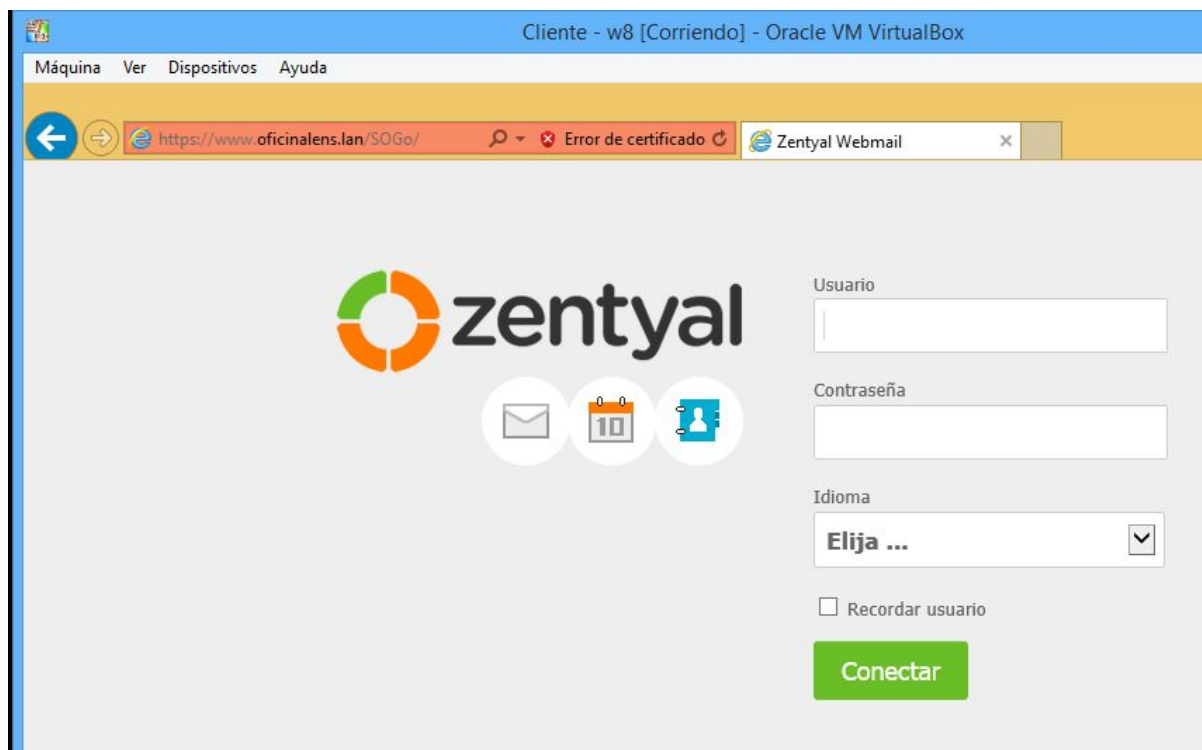 Cliente - w8 [Corriendo] - Oracle VM VirtualBox
Máquina Ver Dispositivos Ayuda
https://www.oficinalens.lan/SOGo/ Error de certificado Zentyal Webmail
zentyal
10
Usuario
Contraseña
Idioma
Elija ...
Recordar usuario
Conectar